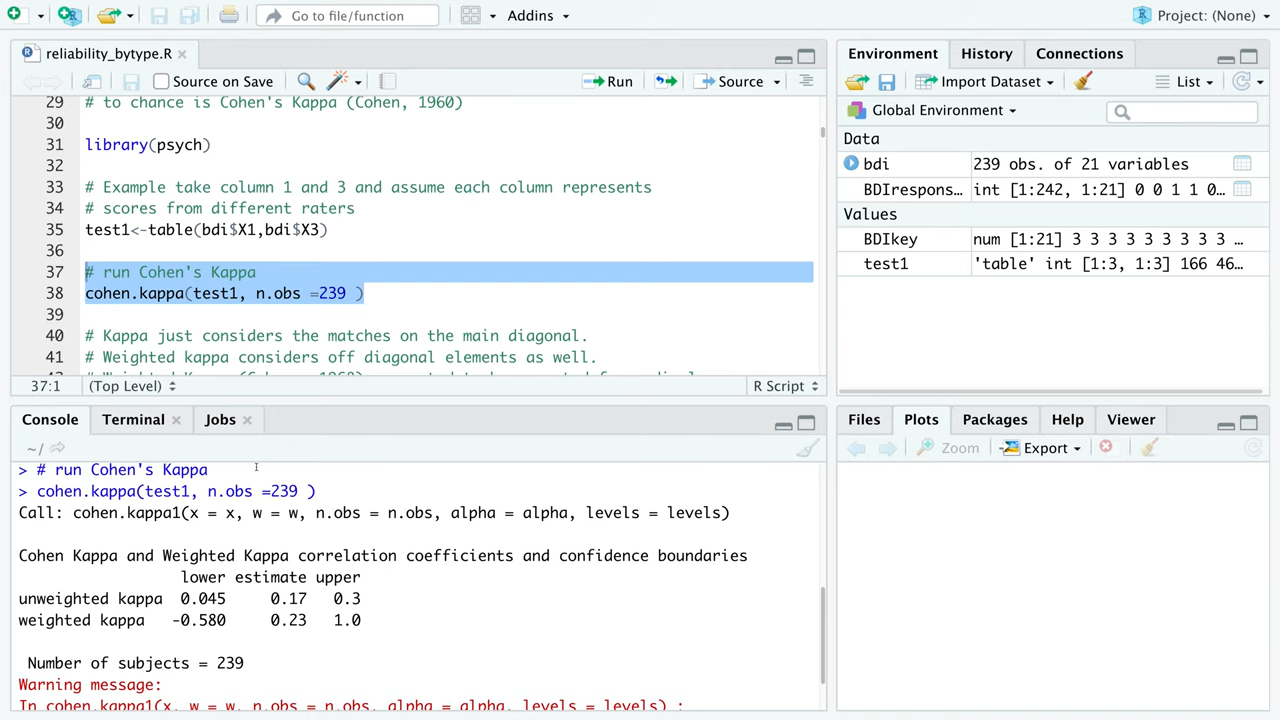 Go to file/function
Addins
Project: (None)
reliability_bytype.R
Source on Save
Run
Source
29 # to chance is Cohen's Kappa (Cohen, 1960)
30
31 library(psych)
32
33 # Example take column 1 and 3 and assume each column represents
34 # scores from different raters
35 test1<-table(bdi$X1,bdi$X3)
36
37 # run Cohen's Kappa
38 cohen.kappa(test1, n.obs =239 )
39
40 # Kappa just considers the matches on the main diagonal.
41 # Weighted kappa considers off diagonal elements as well.
37:1 (Top Level) R Script
Console Terminal Jobs
~/
> # run Cohen's Kappa
> cohen.kappa(test1, n.obs =239 )
Call: cohen.kappa1(x = x, w = w, n.obs = n.obs, alpha = alpha, levels = levels)
Cohen Kappa and Weighted Kappa correlation coefficients and confidence boundaries
lower estimate upper
unweighted kappa 0.045 0.17 0.3
weighted kappa -0.580 0.23 1.0
Number of subjects = 239
Warning message:
In cohen.kappa1(x, w = w, n.obs = n.obs, alpha = alpha, levels = levels) :
Environment History Connections
Import Dataset List
Global Environment
Data
bdi 239 obs. of 21 variables
BDIrespons… int [1:242, 1:21] 0 0 1 1 0…
Values
BDIkey num [1:21] 3 3 3 3 3 3 3 3 3 …
test1 'table' int [1:3, 1:3] 166 46…
Files Plots Packages Help Viewer
Zoom Export